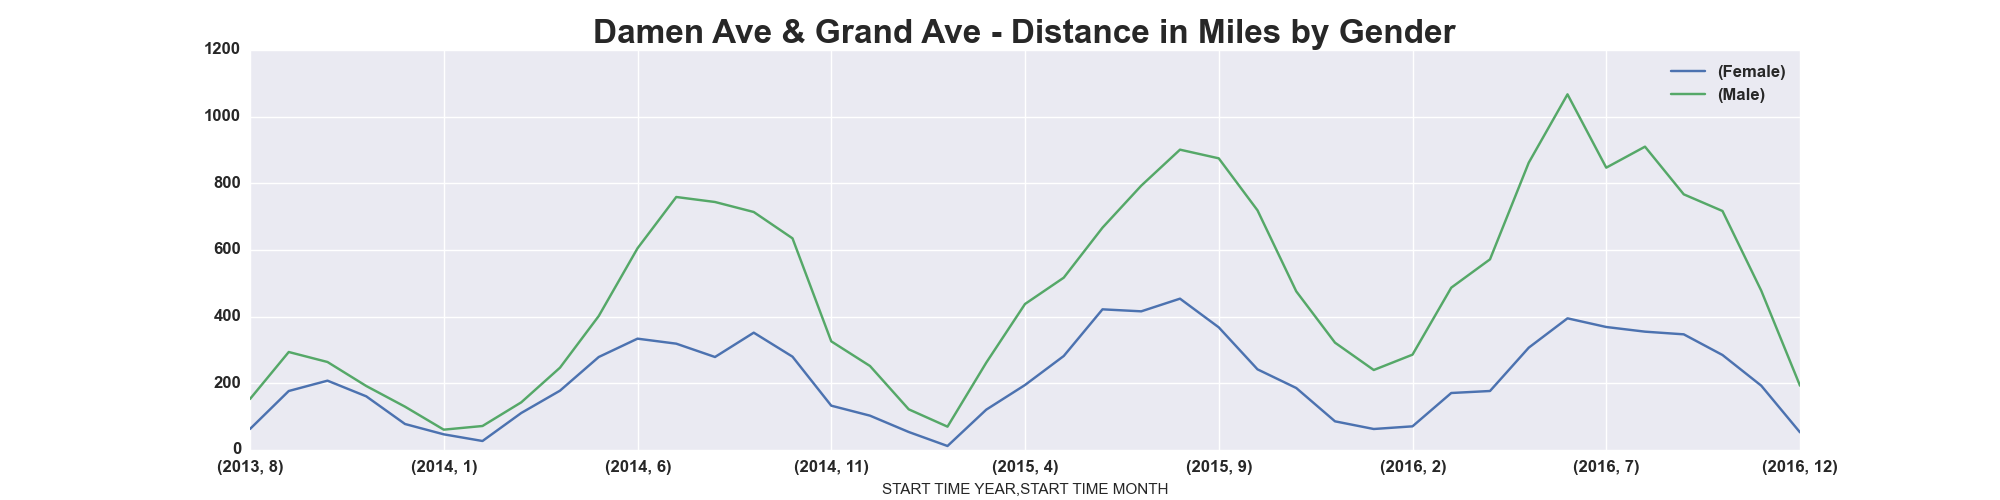 Damen Ave & Grand Ave - Distance in Miles by Gender
1200
1000
800
600
400
200
0
(Female)
(Male)
(2013, 8) (2014, 1) (2014, 6) (2014, 11) (2015, 4) (2015, 9) (2016, 2) (2016, 7) (2016, 12)
START TIME YEAR,START TIME MONTH